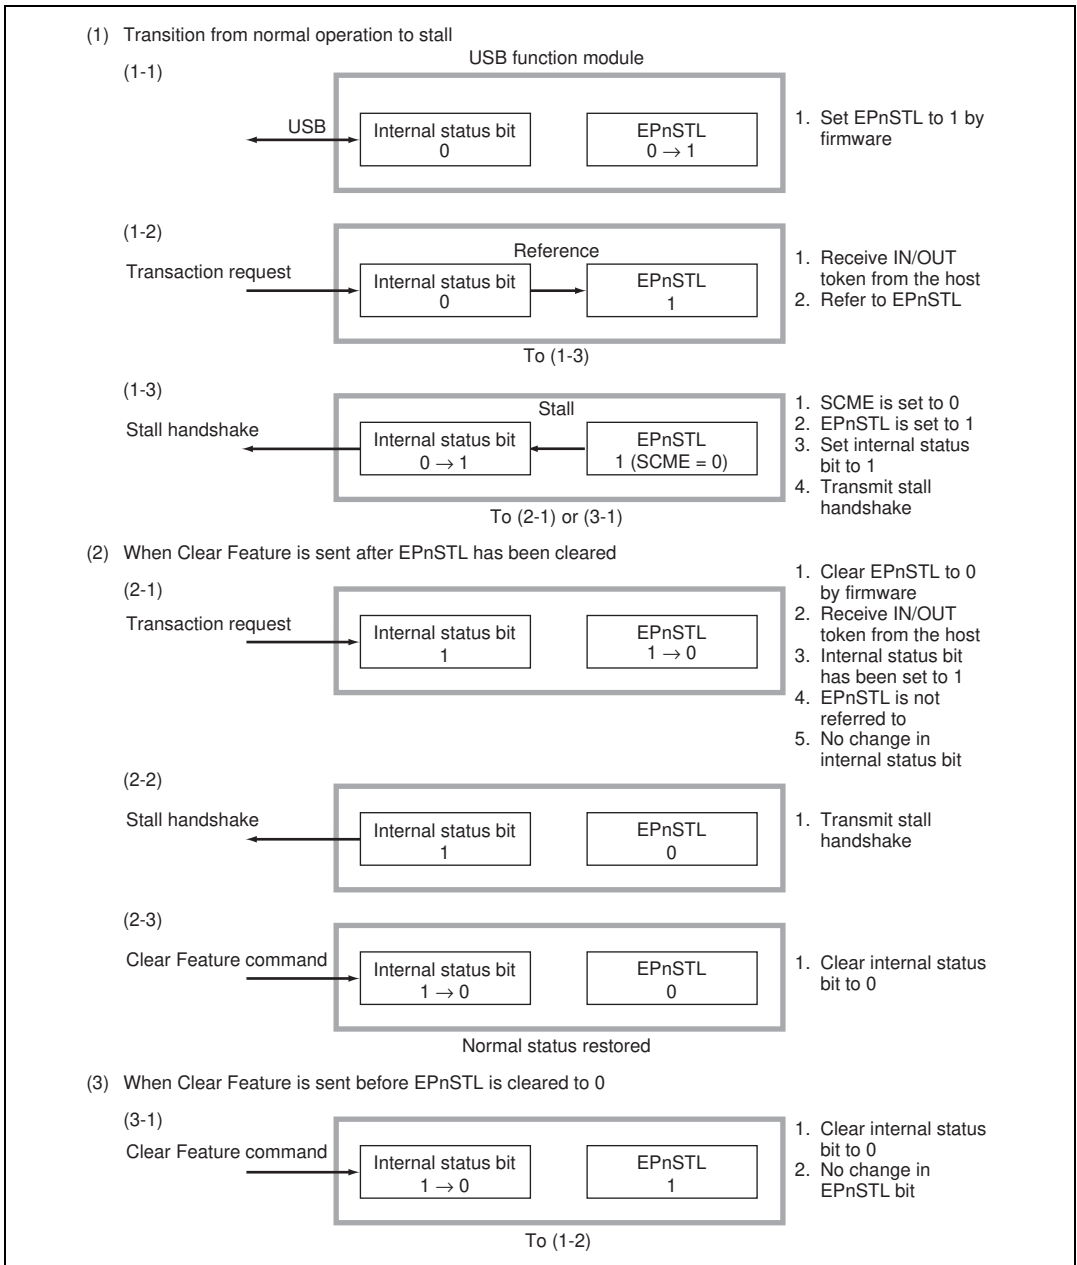 (1) Transition from normal operation to stall
USB function module
(1-1)
USB
Internal status bit
0
EPnSTL
0 → 1
1. Set EPnSTL to 1 by
firmware
(1-2)
Transaction request
Reference
Internal status bit
0
EPnSTL
1
1. Receive IN/OUT
token from the host
2. Refer to EPnSTL
To (1-3)
(1-3)
Stall handshake
Stall
Internal status bit
0 → 1
EPnSTL
1 (SCME = 0)
1. SCME is set to 0
2. EPnSTL is set to 1
3. Set internal status
bit to 1
4. Transmit stall
handshake
To (2-1) or (3-1)
(2) When Clear Feature is sent after EPnSTL has been cleared
(2-1)
Transaction request
Internal status bit
1
EPnSTL
1 → 0
1. Clear EPnSTL to 0
by firmware
2. Receive IN/OUT
token from the host
3. Internal status bit
has been set to 1
4. EPnSTL is not
referred to
5. No change in
internal status bit
(2-2)
Stall handshake
Internal status bit
1
EPnSTL
0
1. Transmit stall
handshake
(2-3)
Clear Feature command
Internal status bit
1 → 0
EPnSTL
0
1. Clear internal status
bit to 0
Normal status restored
(3) When Clear Feature is sent before EPnSTL is cleared to 0
(3-1)
Clear Feature command
Internal status bit
1 → 0
EPnSTL
1
1. Clear internal status
bit to 0
2. No change in
EPnSTL bit
To (1-2)